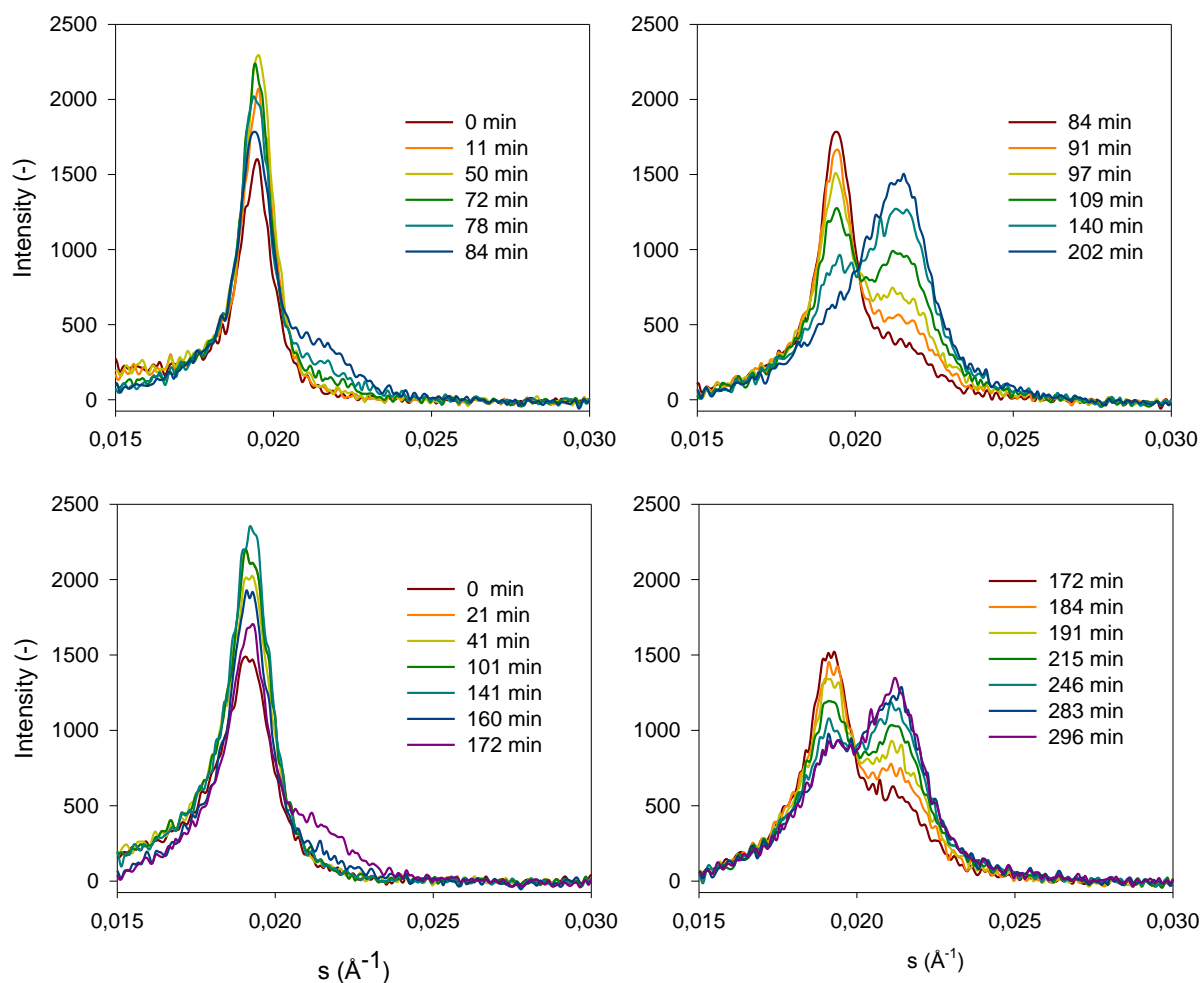 2500
2000
1500
1000
500
0
Intensity (-)
0,015
0,020
0,025
0,030
0 min
11 min
50 min
72 min
78 min
84 min
2500
2000
1500
1000
500
0
0,015
0,020
0,025
0,030
84 min
91 min
97 min
109 min
140 min
202 min
2500
2000
1500
1000
500
0
Intensity (-)
0,015
0,020
0,025
0,030
s (Å-1)
0  min
21 min
41 min
101 min
141 min
160 min
172 min
2500
2000
1500
1000
500
0
0,015
0,020
0,025
0,030
s (Å-1)
172 min
184 min
191 min
215 min
246 min
283 min
296 min